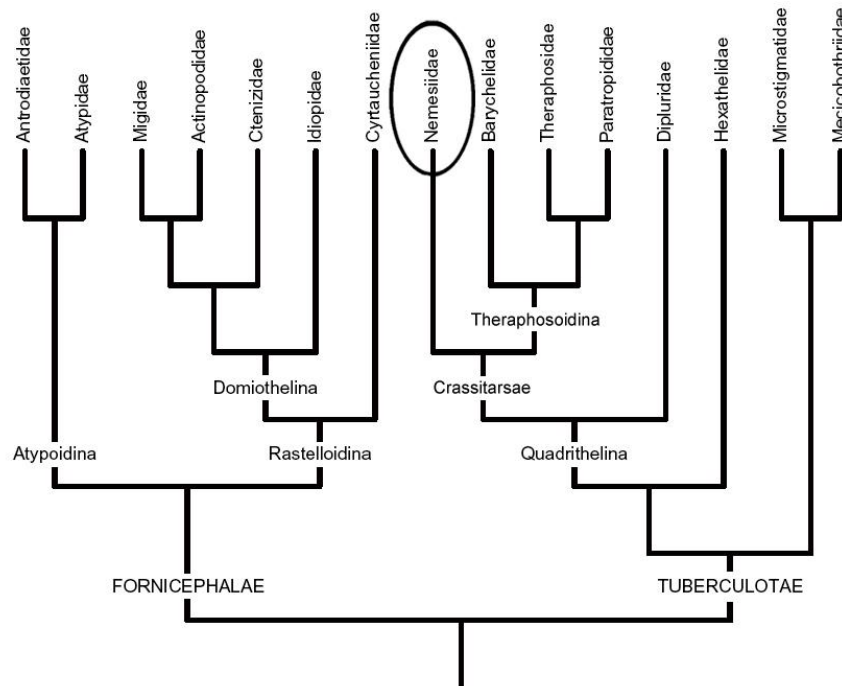 Antrodiaetidae
Atypidae
Migidae
Actinopodidae
Ctenizidae
Idiopidae
Cyrtaucheniidae
Nemesiidae
Barychelidae
Theraphosidae
Paratropididae
Dipluridae
Hexathelidae
Microstigmatidae
Mecicobothriidae
Theraphosoidina
Domiothelina
Crassitarsae
Atypoidina
Rastelloidina
Quadrithelina
FORNICEPHALAE
TUBERCULOTAE